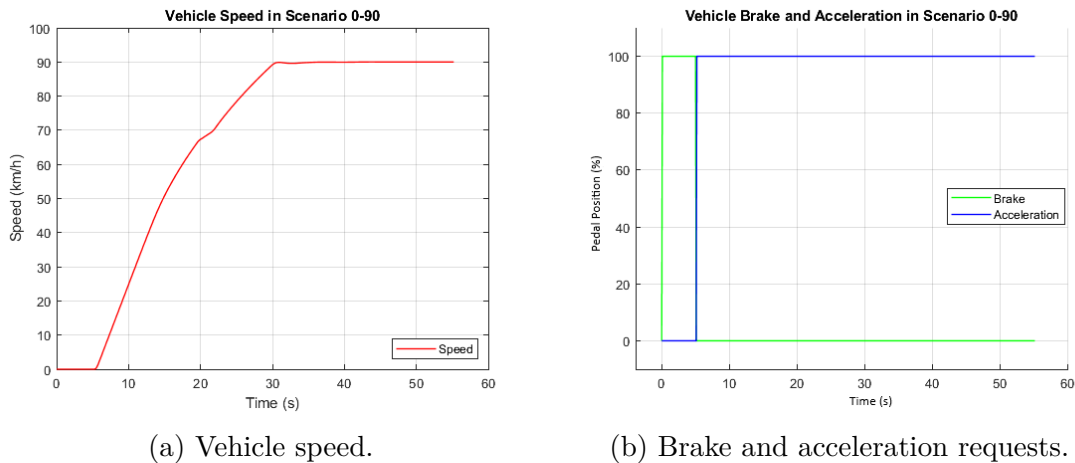 Vehicle Speed in Scenario 0-90
100
90
80
70
60
50
40
30
20
10
0
Speed (km/h)
0 10 20 30 40 50 60
Time (s)
Speed
(a) Vehicle speed.
Vehicle Brake and Acceleration in Scenario 0-90
100
80
60
40
20
0
Pedal Position (%)
0 10 20 30 40 50 60
Time (s)
Brake
Acceleration
(b) Brake and acceleration requests.